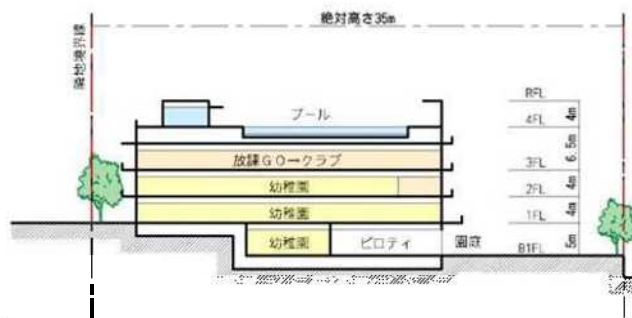 絶対高さ35m
隣地境界線
プール
放課GO→クラブ
幼稚園
幼稚園
幼稚園
ピロティ
園庭
RFL
4m
4FL
6.5m
3FL
4m
2FL
4m
1FL
5m
B1FL